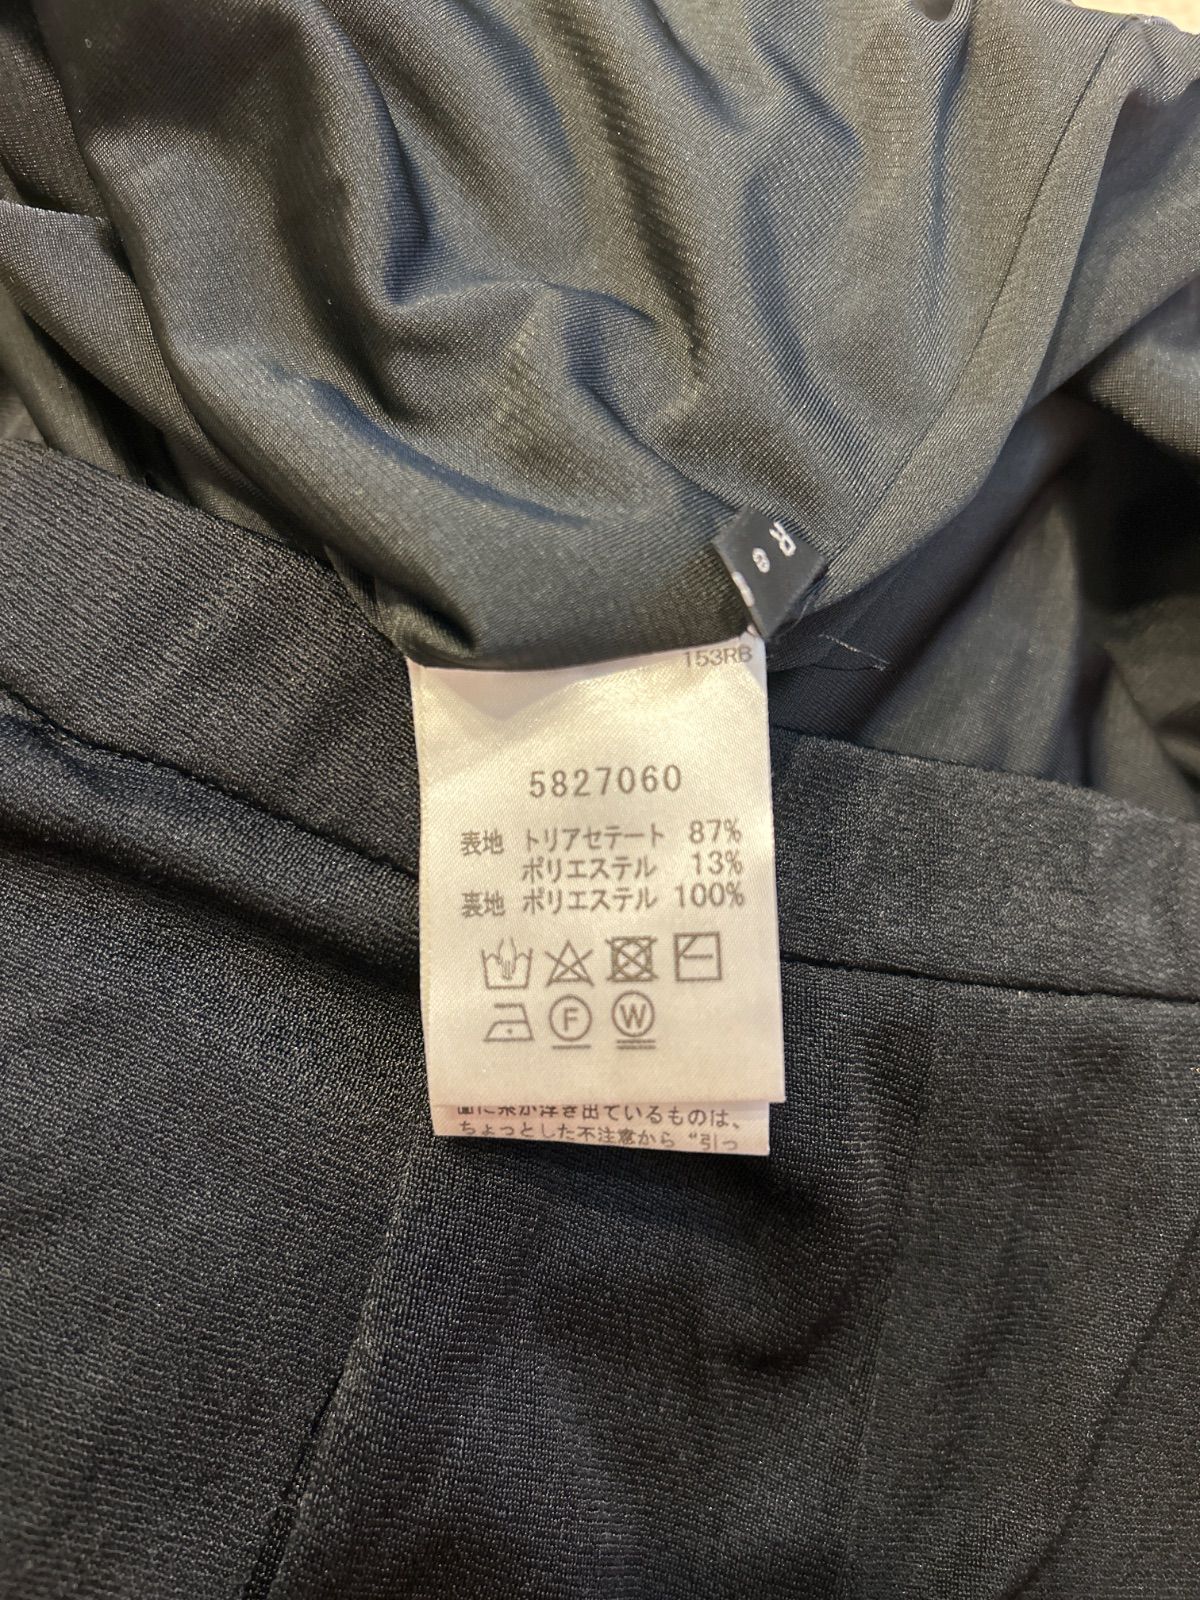 153RB
5827060
表地 トリアセテート 87%
ポリエステル 13%
裏地 ポリエステル 100%
F W
面に糸が浮き出ているものは、
ちょっとした不注意から “引っ